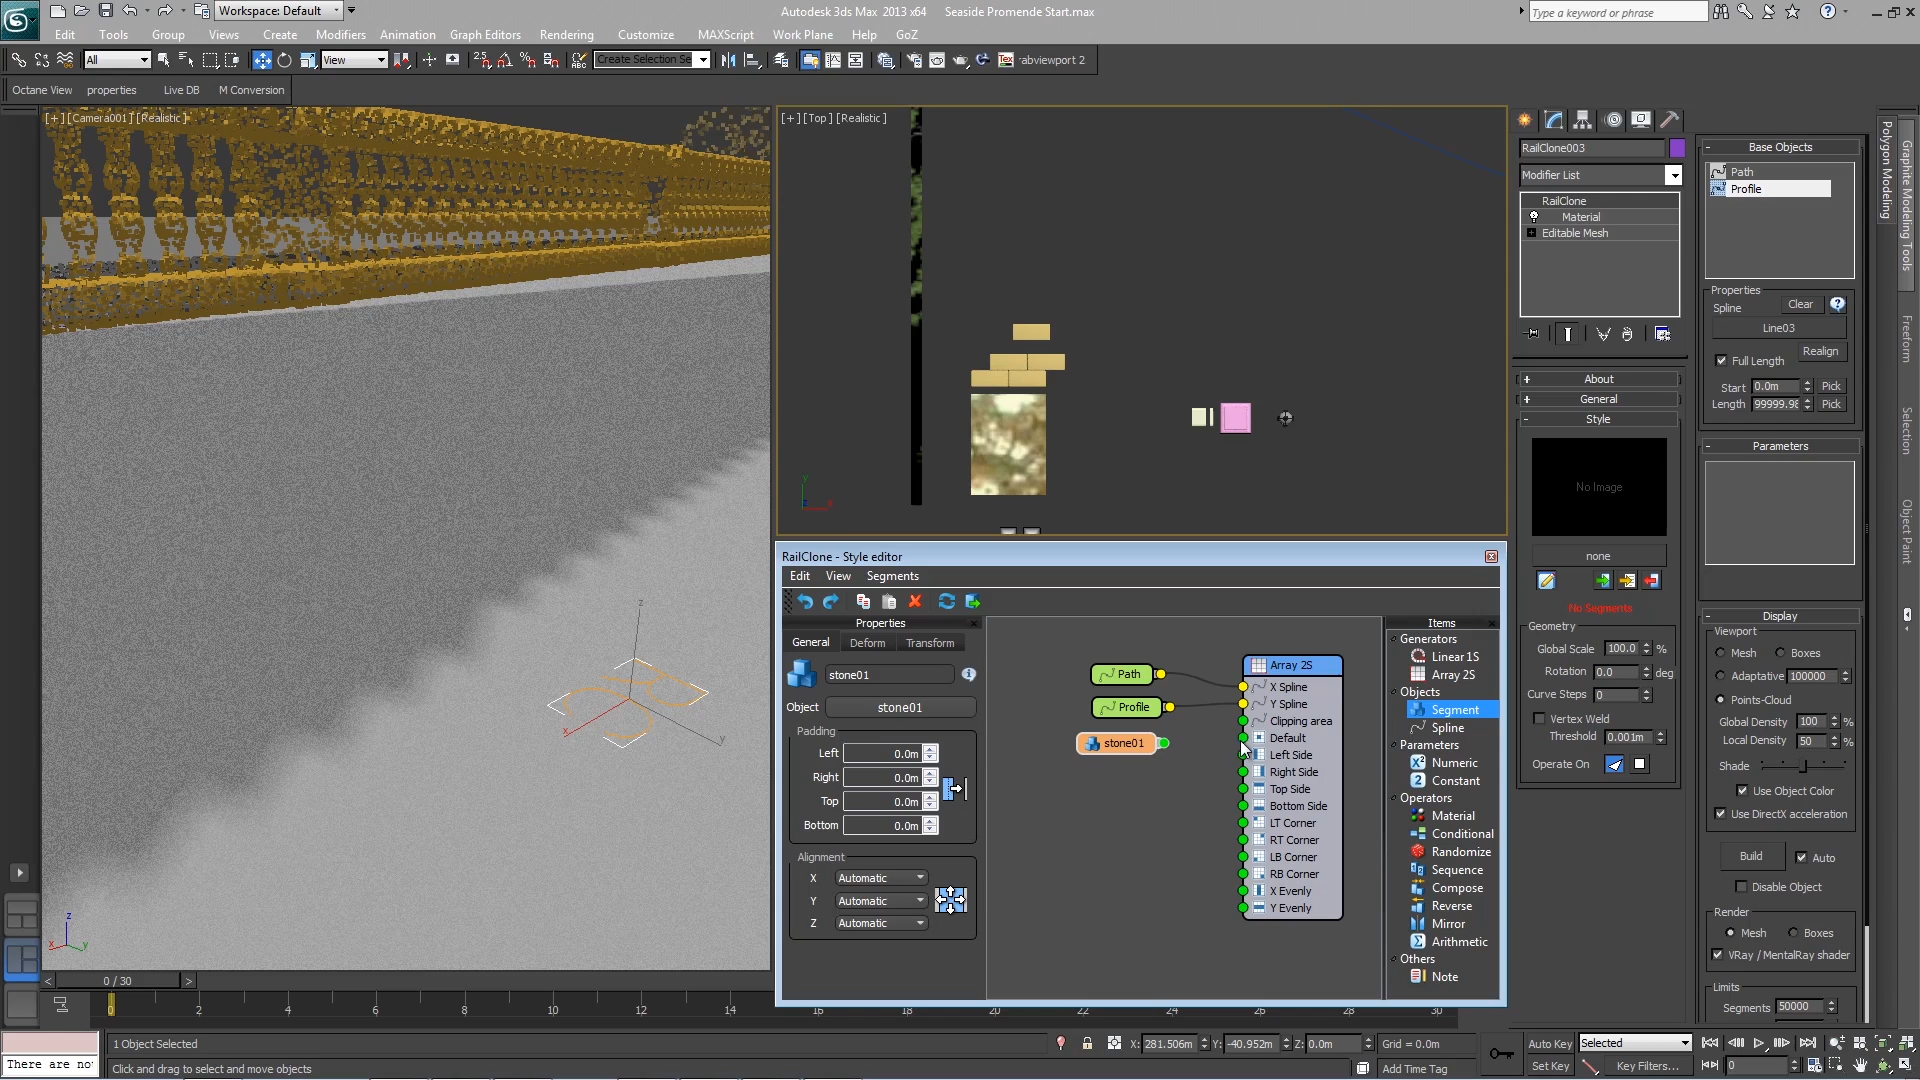 Workspace: Default
Autodesk 3ds Max 2013 x64 Seaside Promende Start.max
Type a keyword or phrase
Edit Tools Group Views Create Modifiers Animation Graph Editors Rendering Customize MAXScript Work Plane Help GoZ
All View Create Selection Se Tex abviewport 2
Octane View properties Live DB M Conversion
[+][Camera001][Realistic]
[+][Top][Realistic]
RailClone003
Modifier List
RailClone
Material
Editable Mesh
+ About
+ General
- Style
No Image
none
No Segments
Geometry
Global Scale 100.0 %
Rotation 0.0 deg
Curve Steps 0
Vertex Weld
Threshold 0.001m
Operate On
Base Objects
Path
Profile
Properties
Spline Clear
Line03
Full Length Realign
Start 0.0m Pick
Length 99999.98 Pick
Parameters
Display
Viewport
Mesh Boxes
Adaptive 100000
Points-Cloud
Global Density 100 %
Local Density 50 %
Shade
Use Object Color
Use DirectX acceleration
Build Auto
Disable Object
Render
Mesh Boxes
VRay / MentalRay shader
Limits
Segments 50000
Polygon Modeling
Graphite Modeling Tools
Freeform
Selection
Object Paint
RailClone - Style editor
Edit View Segments
Properties
General Deform Transform
stone01
Object stone01
Padding
Left 0.0m
Right 0.0m
Top 0.0m
Bottom 0.0m
Alignment
X Automatic
Y Automatic
Z Automatic
Path
Profile
stone01
Array 2S
X Spline
Y Spline
Clipping area
Default
Left Side
Right Side
Top Side
Bottom Side
LT Corner
RT Corner
LB Corner
RB Corner
X Evenly
Y Evenly
Items
Generators
Linear 1S
Array 2S
Objects
Segment
Spline
Parameters
Numeric
Constant
Operators
Material
Conditional
Randomize
Sequence
Compose
Reverse
Mirror
Arithmetic
Others
Note
z
x
y
z
x
y
y
< 0 / 30 >
0 2 4 6 8 10 12 14 16 18 20 22 24 26 28 30
There are no
1 Object Selected
Click and drag to select and move objects
X: 281.506m Y: -40.952m Z: 0.0m Grid = 0.0m
Add Time Tag
Auto Key Selected
Set Key Key Filters... 0